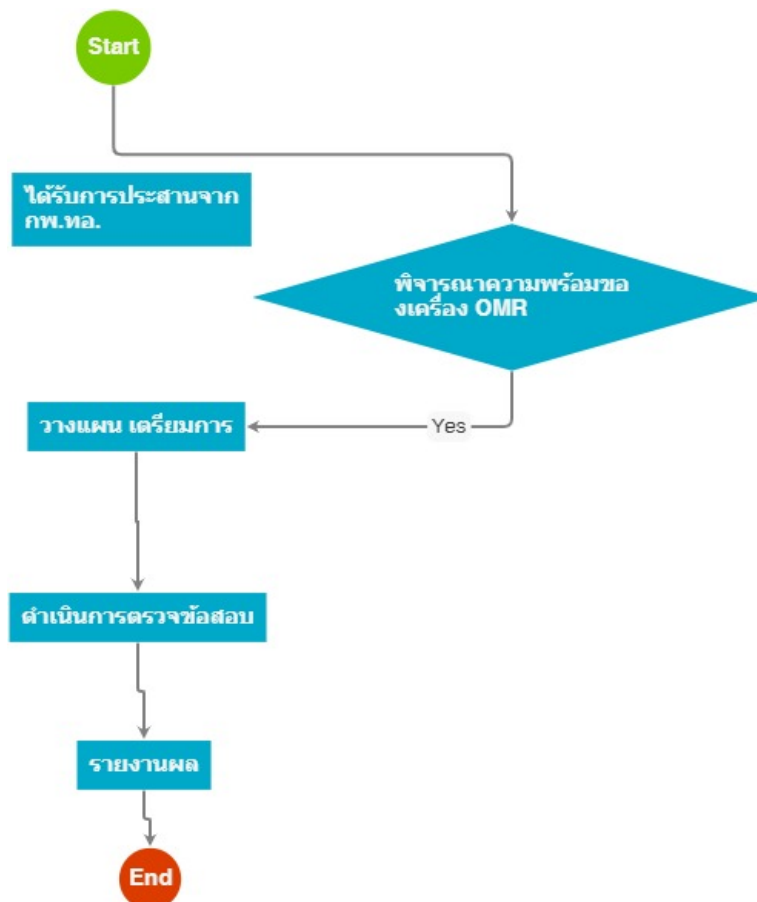 Start
ได้รับการประสานจาก
กพ.ทอ.
พิจารณาความพร้อมขอ
งเครื่อง OMR
Yes
วางแผน เตรียมการ
ดำเนินการตรวจข้อสอบ
รายงานผล
End